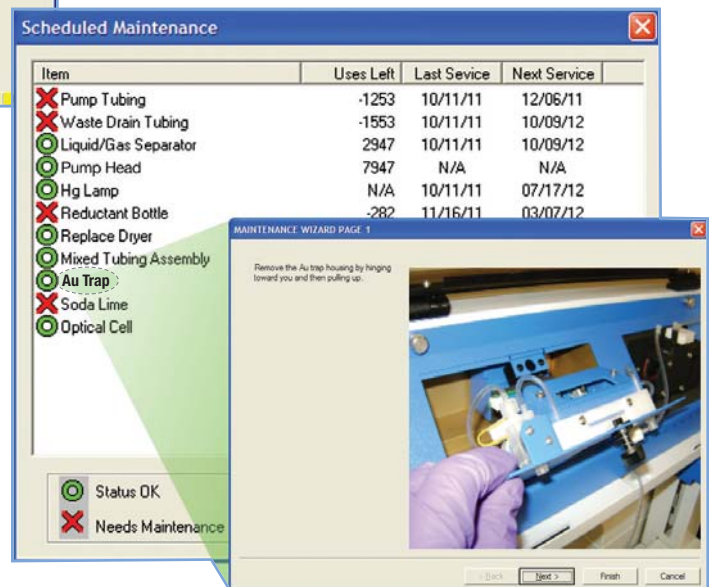 Scheduled Maintenance
Item Uses Left Last Sevice Next Service
Pump Tubing -1253 10/11/11 12/06/11
Waste Drain Tubing -1553 10/11/11 10/09/12
Liquid/Gas Separator 2947 10/11/11 10/09/12
Pump Head 7947 N/A N/A
Hg Lamp N/A 10/11/11 07/17/12
Reductant Bottle -282 11/16/11 03/07/12
Replace Dryer
Mixed Tubing Assembly
Au Trap
Soda Lime
Optical Cell
Status OK
Needs Maintenance
MAINTENANCE WIZARD PAGE 1
Remove the Au trap housing by hinging
toward you and then pulling up.
< Back Next > Finish Cancel